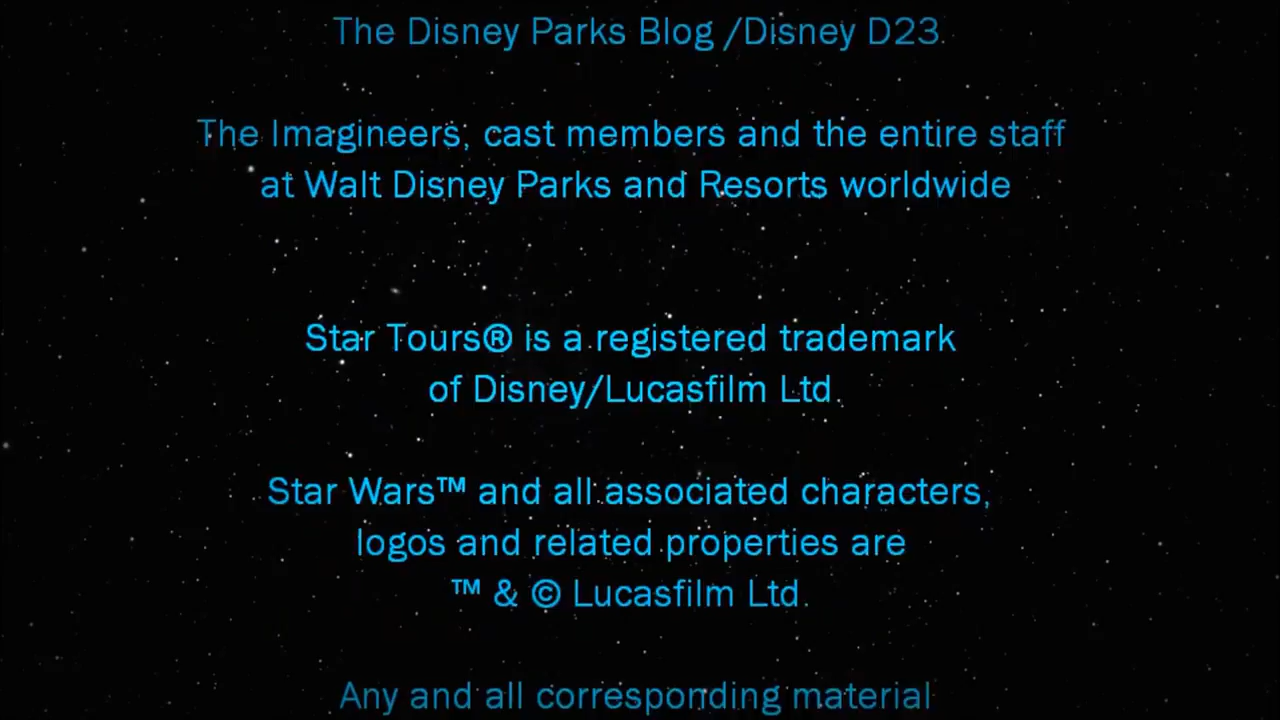 The Disney Parks Blog /Disney D23
The Imagineers, cast members and the entire staff
at Walt Disney Parks and Resorts worldwide
Star Tours® is a registered trademark
of Disney/Lucasfilm Ltd.
Star Wars™ and all associated characters,
logos and related properties are
™ & © Lucasfilm Ltd.
Any and all corresponding material